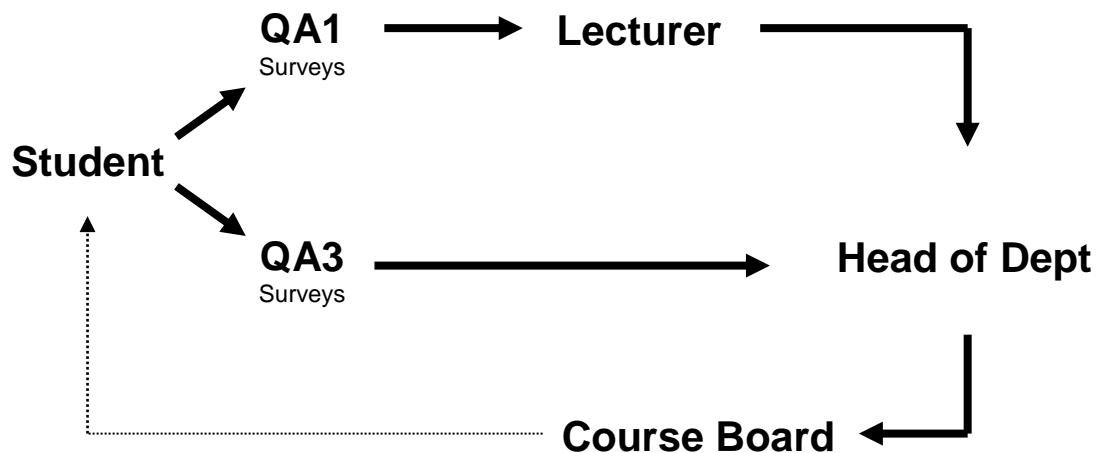 QA1
Surveys
Lecturer
Student
QA3
Surveys
Head of Dept
Course Board